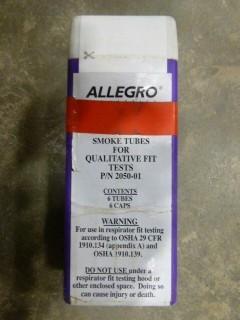 ALLEGRO®
SMOKE TUBES
FOR
QUALITATIVE FIT
TESTS
P/N 2050-01
CONTENTS
6 TUBES
6 CAPS
WARNING
For use in respirator fit testing
according to OSHA 29 CFR
1910.134 (appendix A) and
OSHA 1910.139.
DO NOT USE under a
respirator fit testing hood or
other enclosed space. Doing so
can cause injury or death.